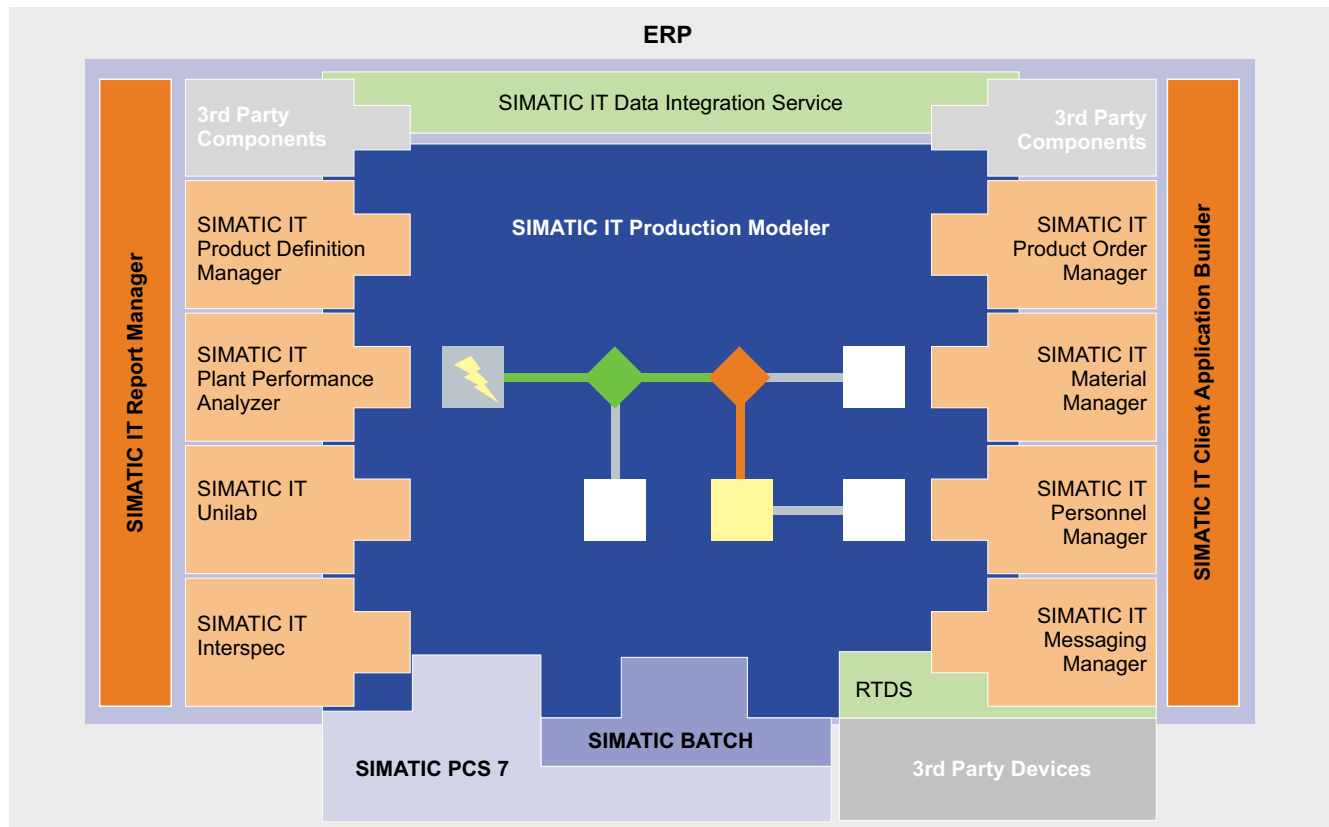 ERP
SIMATIC IT Data Integration Service
3rd Party
Components
3rd Party
Components
SIMATIC IT Report Manager
SIMATIC IT
Product Definition
Manager
SIMATIC IT Production Modeler
SIMATIC IT
Product Order
Manager
SIMATIC IT Client Application Builder
SIMATIC IT
Plant Performance
Analyzer
SIMATIC IT
Material
Manager
SIMATIC IT
Unilab
SIMATIC IT
Personnel
Manager
SIMATIC IT
Interspec
SIMATIC IT
Messaging
Manager
RTDS
SIMATIC BATCH
SIMATIC PCS 7
3rd Party Devices